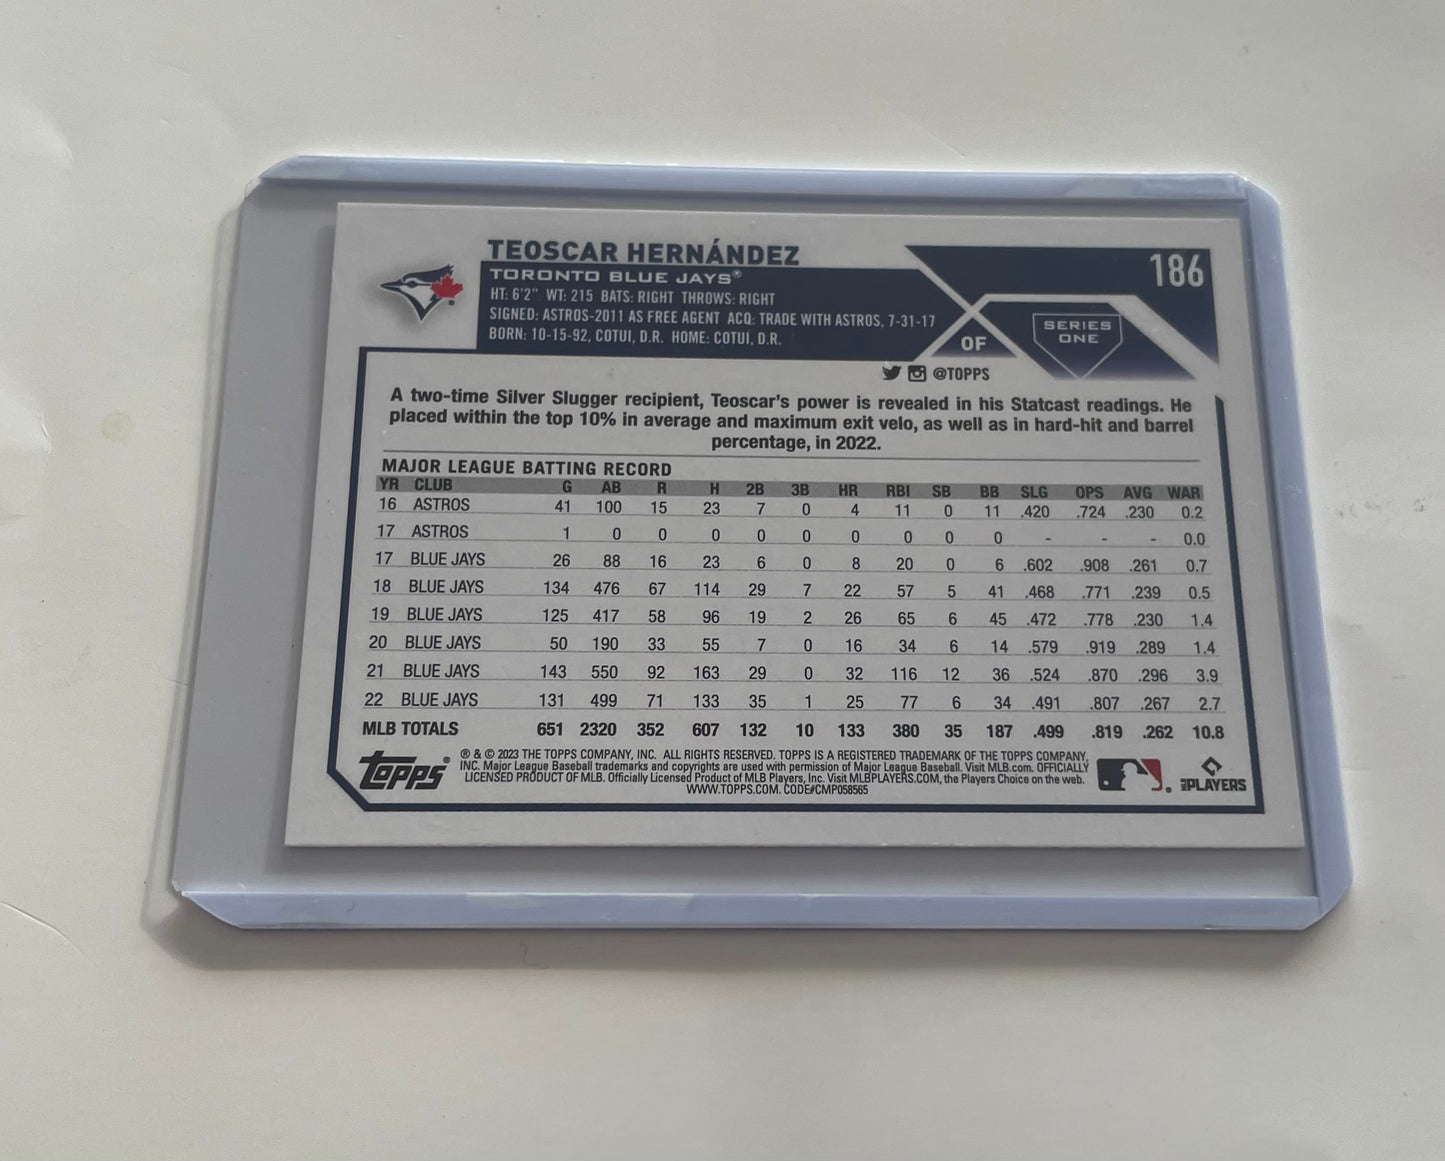 TEOSCAR HERNÁNDEZ
186
TORONTO BLUE JAYS®
HT: 6'2" WT: 215 BATS: RIGHT THROWS: RIGHT
SIGNED: ASTROS-2011 AS FREE AGENT ACQ: TRADE WITH ASTROS, 7-31-17
BORN: 10-15-92, COTUI, D.R. HOME: COTUÍ, D.R.
OF
SERIES
ONE
@TOPPS
A two-time Silver Slugger recipient, Teoscar's power is revealed in his Statcast readings. He
placed within the top 10% in average and maximum exit velo, as well as in hard-hit and barrel
percentage, in 2022.
MAJOR LEAGUE BATTING RECORD
YR CLUB G AB R H 2B 3B HR RBI SB BB SLG OPS AVG WAR
16 ASTROS 41 100 15 23 7 0 4 11 0 11 .420 .724 .230 0.2
17 ASTROS 1 0 0 0 0 0 0 0 0 0 - - - 0.0
17 BLUE JAYS 26 88 16 23 6 0 8 20 0 6 .602 .908 .261 0.7
18 BLUE JAYS 134 476 67 114 29 7 22 57 5 41 .468 .771 .239 0.5
19 BLUE JAYS 125 417 58 96 19 2 26 65 6 45 .472 .778 .230 1.4
20 BLUE JAYS 50 190 33 55 7 0 16 34 6 14 .579 .919 .289 1.4
21 BLUE JAYS 143 550 92 163 29 0 32 116 12 36 .524 .870 .296 3.9
22 BLUE JAYS 131 499 71 133 35 1 25 77 6 34 .491 .807 .267 2.7
MLB TOTALS 651 2320 352 607 132 10 133 380 35 187 .499 .819 .262 10.8
Topps®
® & © 2023 THE TOPPS COMPANY, INC. ALL RIGHTS RESERVED. TOPPS IS A REGISTERED TRADEMARK OF THE TOPPS COMPANY,
INC. Major League Baseball trademarks and copyrights are used with permission of Major League Baseball. Visit MLB.com. OFFICIALLY
LICENSED PRODUCT OF MLB. Officially Licensed Product of MLB Players, Inc. Visit MLBPLAYERS.COM, the Players Choice on the web.
WWW.TOPPS.COM. CODE#CMP058565
MLB PLAYERS